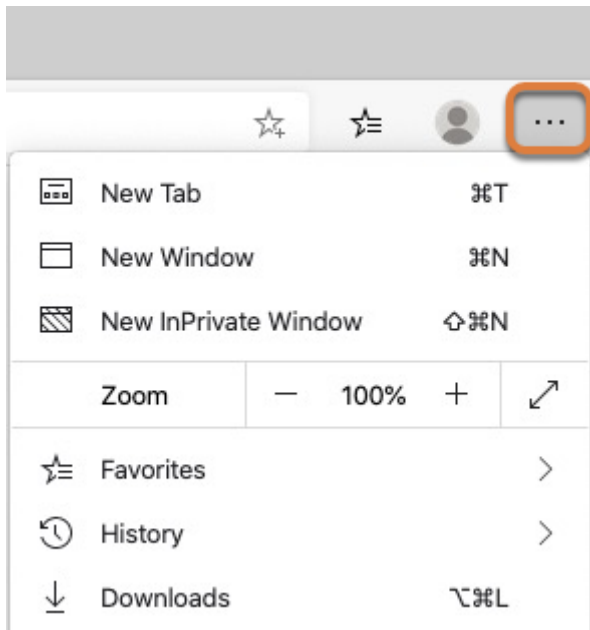 New Tab ⌘T
New Window ⌘N
New InPrivate Window ⇧⌘N
Zoom — 100% +
Favorites
History
Downloads ⌥⌘L